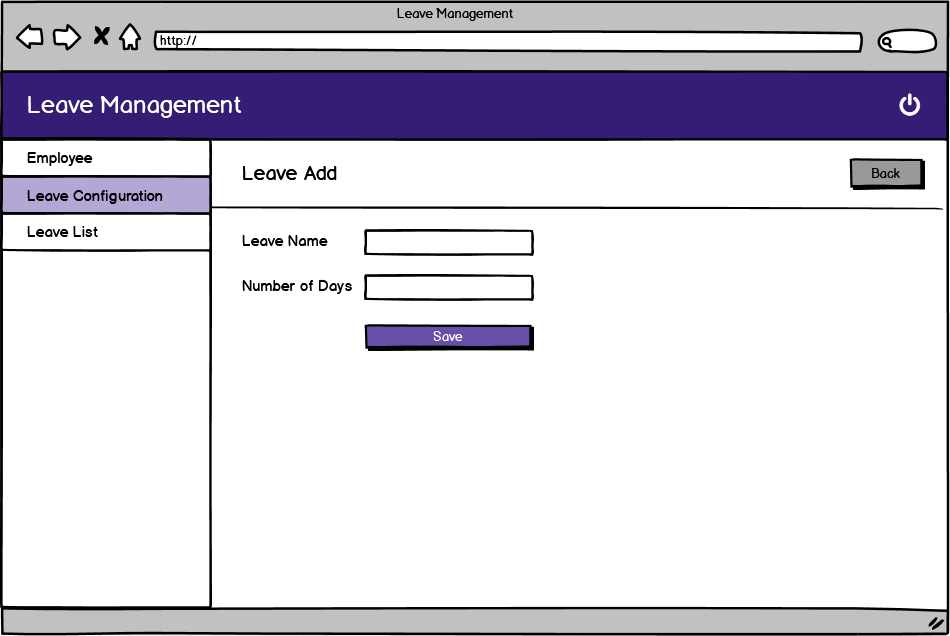 Leave Management
http://
Leave Management
Employee
Leave Configuration
Leave List
Leave Add
Back
Leave Name
Number of Days
Save